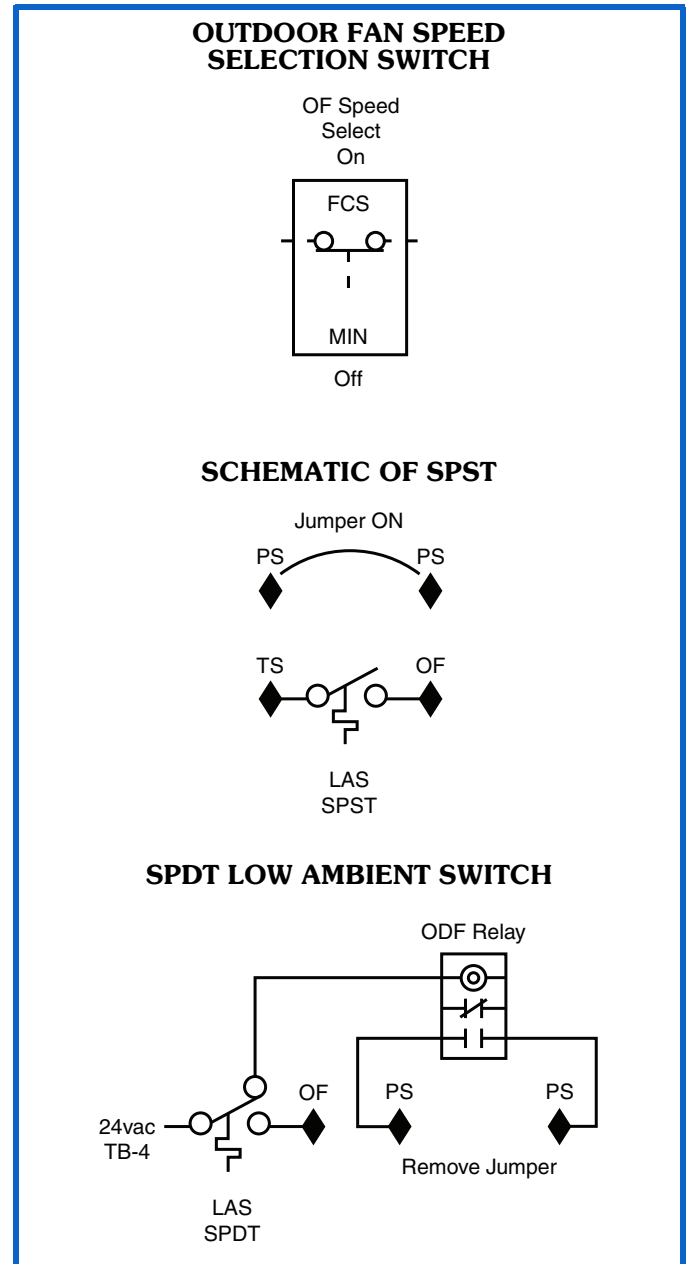 OUTDOOR FAN SPEED
SELECTION SWITCH
OF Speed
Select
On
FCS
MIN
Off
SCHEMATIC OF SPST
Jumper ON
PS PS
TS OF
LAS
SPST
SPDT LOW AMBIENT SWITCH
ODF Relay
OF PS PS
24vac
TB-4
Remove Jumper
LAS
SPDT